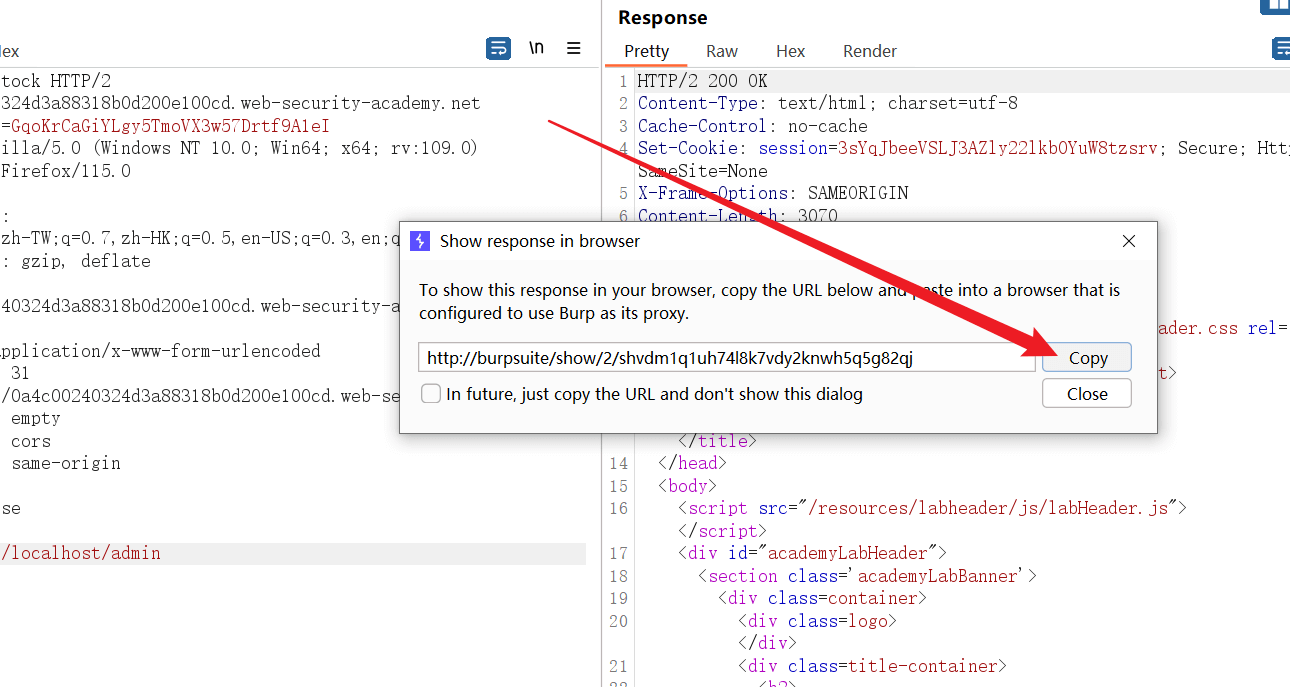 Response
ex
\n
Pretty Raw Hex Render
tock HTTP/2
324d3a88318b0d200e100cd.web-security-academy.net
=GqoKrCaGiYLgy5TmoVX3w57Drtf9A1eI
illa/5.0 (Windows NT 10.0; Win64; x64; rv:109.0)
Firefox/115.0
:
zh-TW;q=0.7,zh-HK;q=0.5,en-US;q=0.3,en;q
: gzip, deflate
40324d3a88318b0d200e100cd.web-security-a
application/x-www-form-urlencoded
31
/0a4c00240324d3a88318b0d200e100cd.web-se
empty
cors
same-origin
se
/localhost/admin
1 HTTP/2 200 OK
2 Content-Type: text/html; charset=utf-8
3 Cache-Control: no-cache
4 Set-Cookie: session=3sYqJbeeVSLJ3AZly22lkb0YuW8tzsrv; Secure; Htt
SameSite=None
5 X-Frame-Options: SAMEORIGIN
6 Content-Length: 3070
Show response in browser
To show this response in your browser, copy the URL below and paste into a browser that is
configured to use Burp as its proxy.
http://burpsuite/show/2/shvdm1q1uh74l8k7vdy2knwh5q5g82qj
Copy
In future, just copy the URL and don't show this dialog
Close
ader.css rel=
t>
</title>
14 </head>
15 <body>
16 <script src="/resources/labheader/js/labHeader.js">
</script>
17 <div id="academyLabHeader">
18 <section class='academyLabBanner'>
19 <div class=container>
20 <div class=logo>
</div>
21 <div class=title-container>
22 <h2>